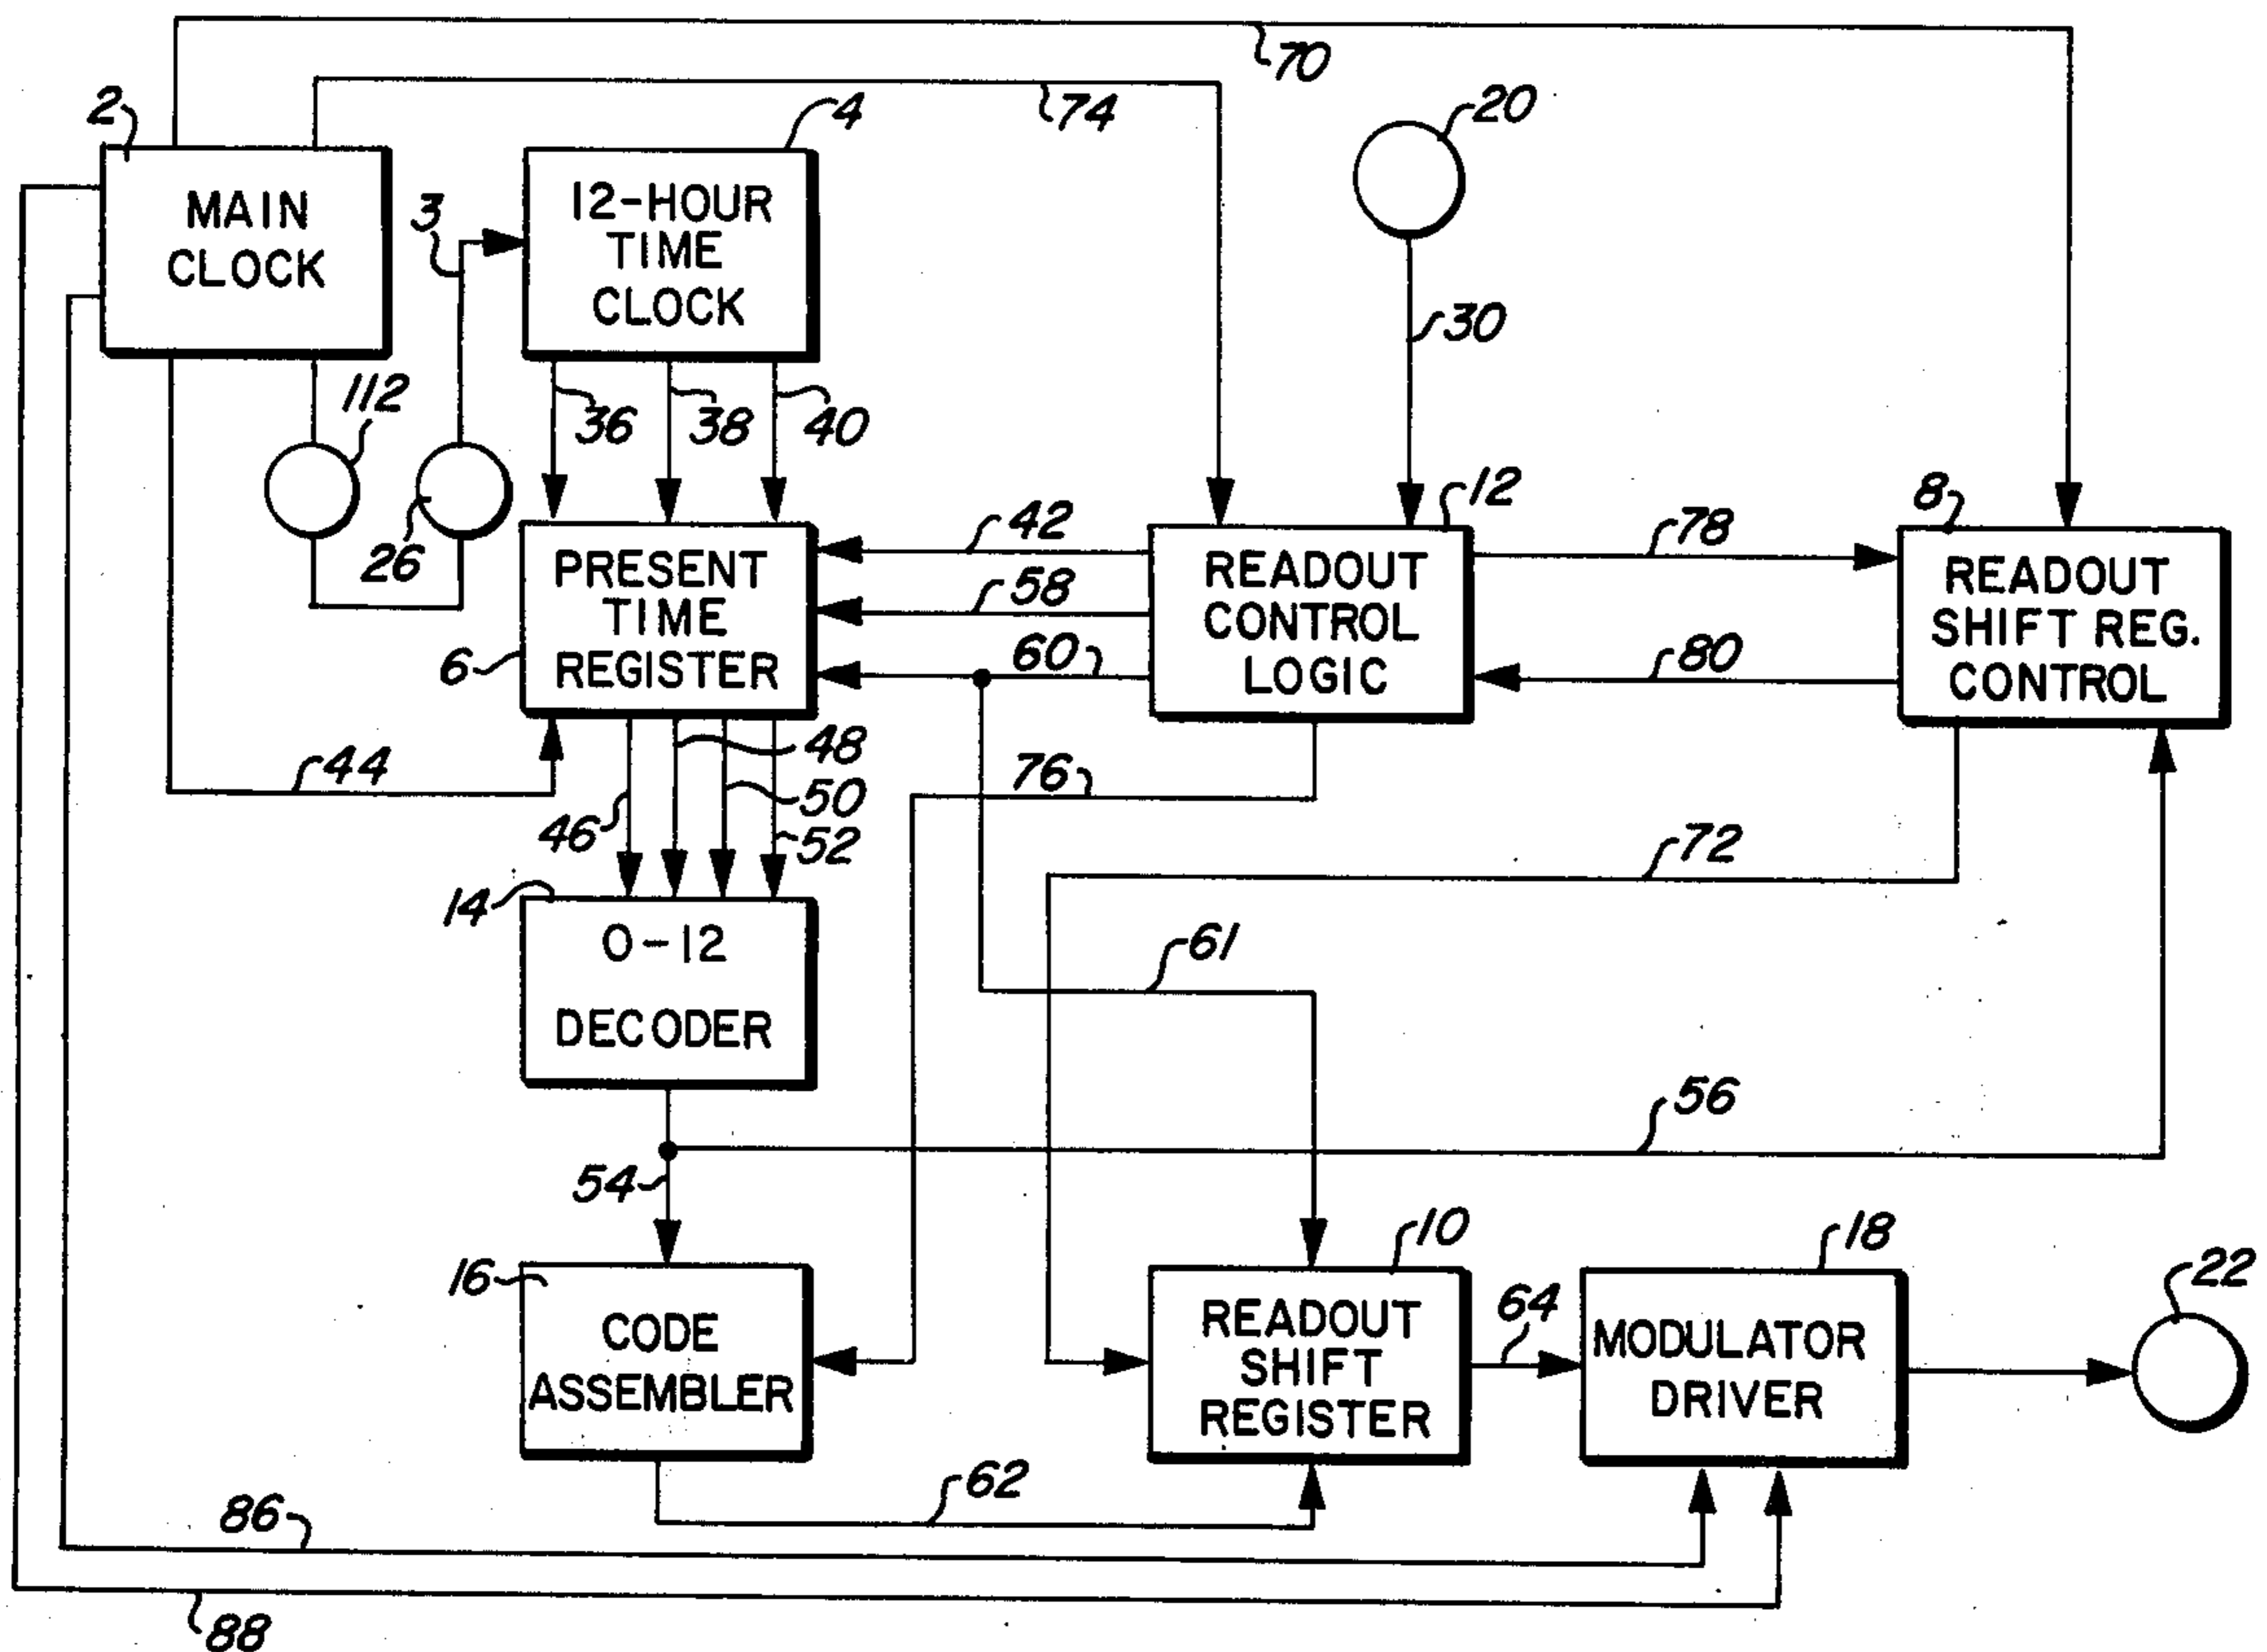 70
2
74
4
20
MAIN
CLOCK
3
12-HOUR
TIME
CLOCK
30
112
36
38
40
26
42
12
78
8
PRESENT
TIME
REGISTER
6
58
60
READOUT
CONTROL
LOGIC
80
READOUT
SHIFT REG.
CONTROL
44
48
76
50
46
52
72
14
0-12
DECODER
61
56
54
16
CODE
ASSEMBLER
10
READOUT
SHIFT
REGISTER
64
18
MODULATOR
DRIVER
22
62
86
88